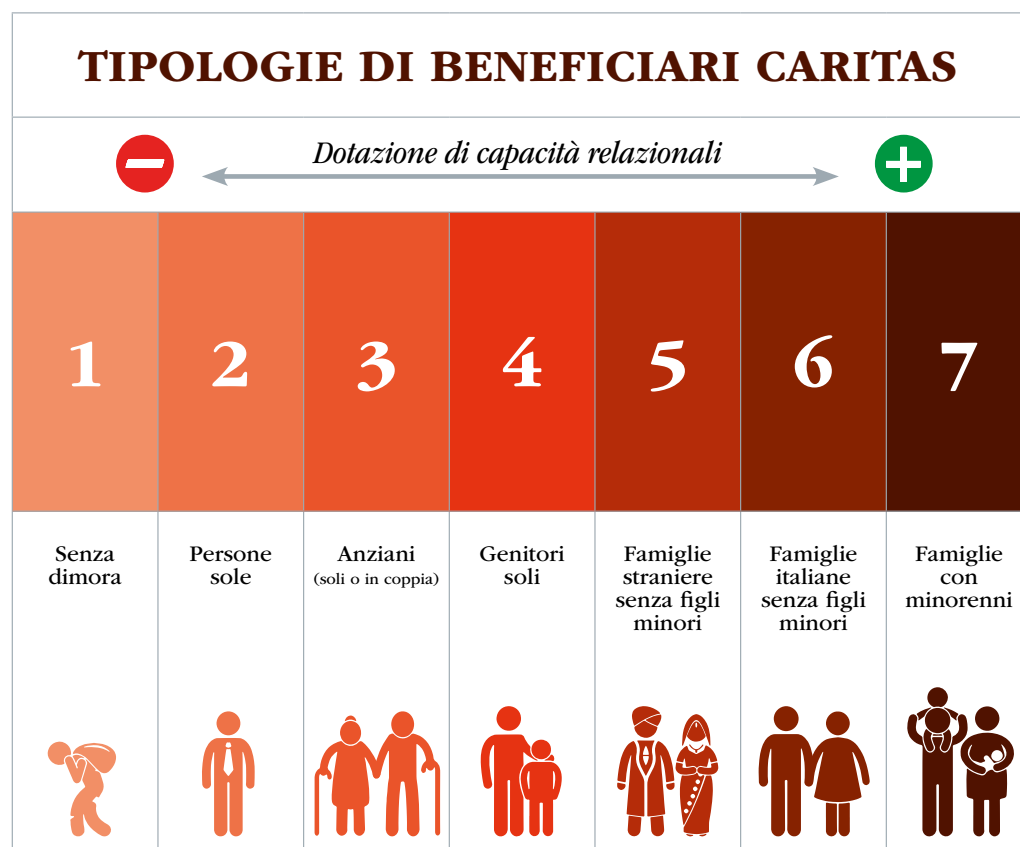 TIPOLOGIE DI BENEFICIARI CARITAS
Dotazione di capacità relazionali
1
2
3
4
5
6
7
Senza
dimora
Persone
sole
Anziani
(soli o in coppia)
Genitori
soli
Famiglie
straniere
senza figli
minori
Famiglie
italiane
senza figli
minori
Famiglie
con
minorenni